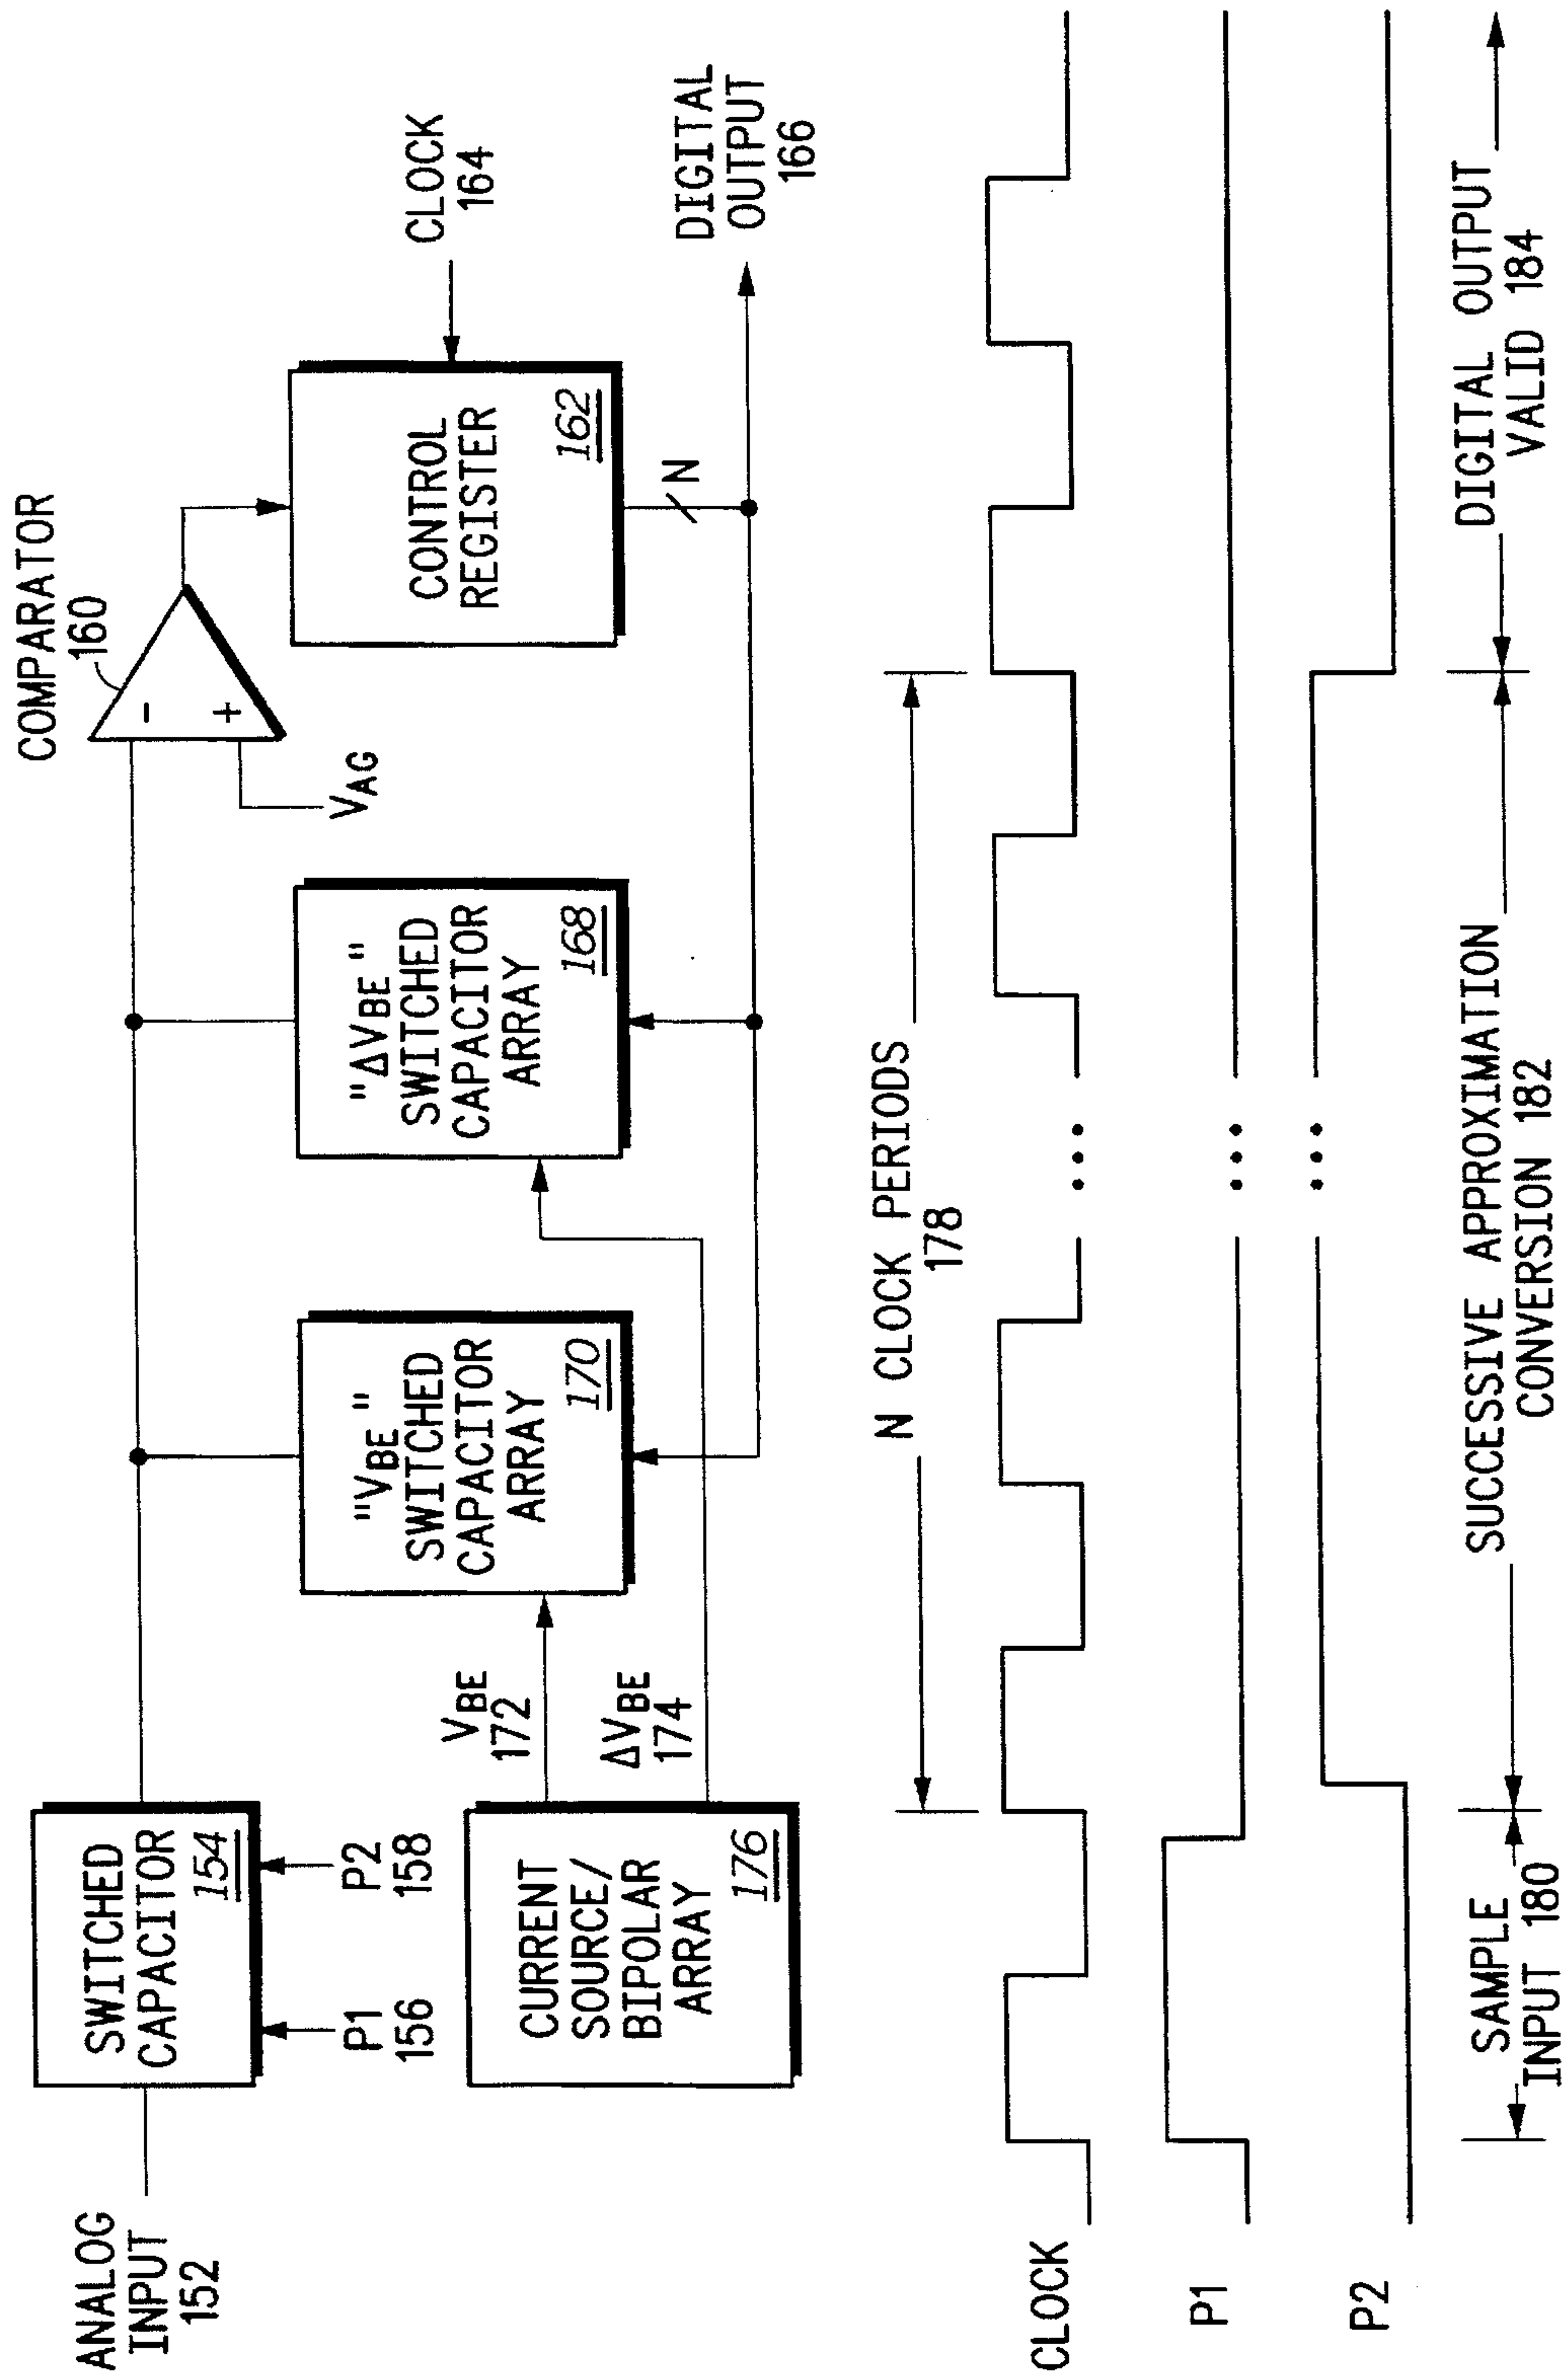 ANALOG
INPUT
152
SWITCHED
CAPACITOR
154
P1
156
P2
158
CURRENT
SOURCE/
BIPOLAR
ARRAY
176
VBE
172
ΔVBE
174
"VBE"
SWITCHED
CAPACITOR
ARRAY
170
"ΔVBE"
SWITCHED
CAPACITOR
ARRAY
168
COMPARATOR
160
-
+
VAG
CONTROL
REGISTER
162
N
CLOCK
164
DIGITAL
OUTPUT
166
N CLOCK PERIODS
178
CLOCK
P1
P2
SAMPLE
INPUT 180
SUCCESSIVE APPROXIMATION
CONVERSION 182
DIGITAL OUTPUT
VALID 184